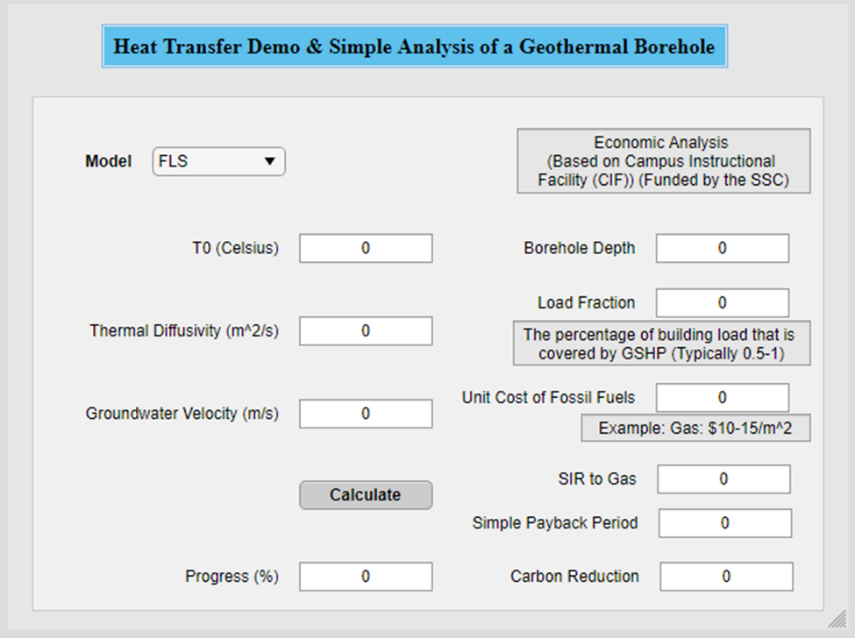 Heat Transfer Demo & Simple Analysis of a Geothermal Borehole
Model
FLS
Economic Analysis
(Based on Campus Instructional
Facility (CIF)) (Funded by the SSC)
T0 (Celsius)
0
Borehole Depth
0
Load Fraction
0
Thermal Diffusivity (m^2/s)
0
The percentage of building load that is
covered by GSHP (Typically 0.5-1)
Groundwater Velocity (m/s)
0
Unit Cost of Fossil Fuels
0
Example: Gas: $10-15/m^2
Calculate
SIR to Gas
0
Simple Payback Period
0
Progress (%)
0
Carbon Reduction
0